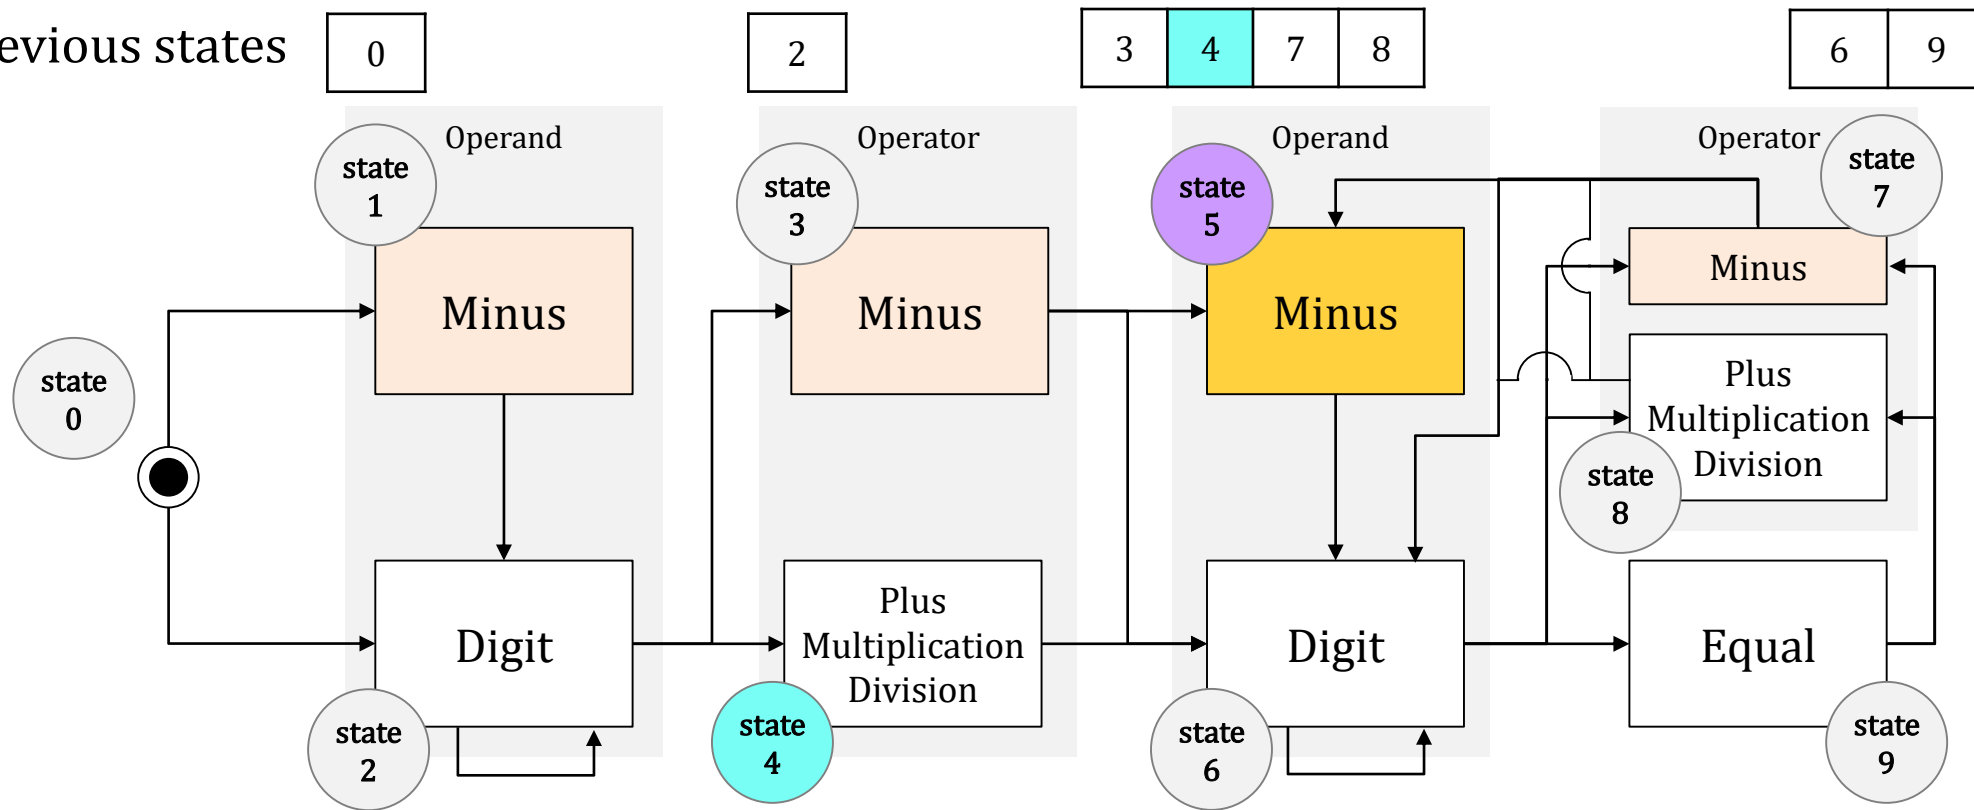 evious states
0
2
3 4 7 8
6 9
Operand
Operator
Operand
Operator
state
1
state
3
state
5
state
7
Minus
Minus
Minus
Minus
state
0
Plus
Multiplication
Division
state
8
Digit
Plus
Multiplication
Division
Digit
Equal
state
2
state
4
state
6
state
9